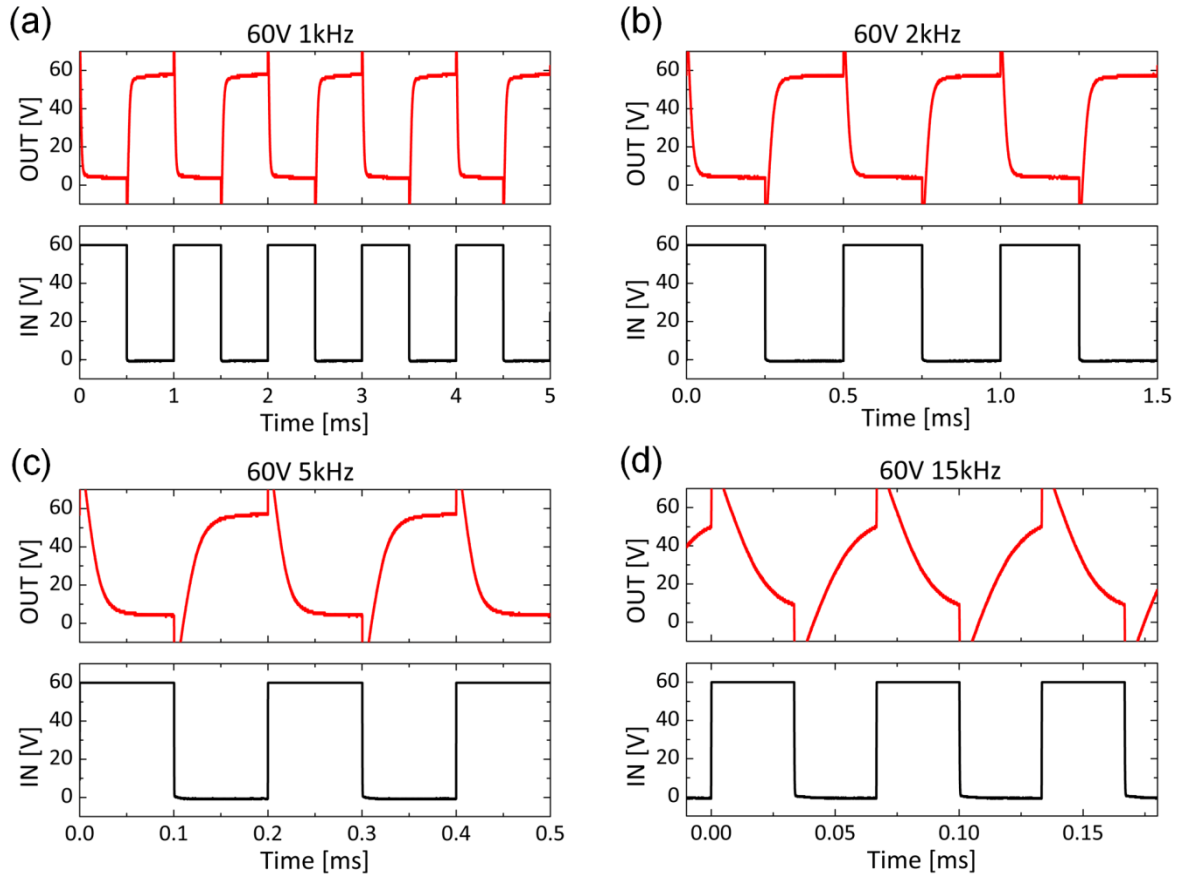 (a)
60V 1kHz
OUT [V]
60
40
20
0
IN [V]
60
40
20
0
0 1 2 3 4 5
Time [ms]
(b)
60V 2kHz
OUT [V]
60
40
20
0
IN [V]
60
40
20
0
0.0 0.5 1.0 1.5
Time [ms]
(c)
60V 5kHz
OUT [V]
60
40
20
0
IN [V]
60
40
20
0
0.0 0.1 0.2 0.3 0.4 0.5
Time [ms]
(d)
60V 15kHz
OUT [V]
60
40
20
0
IN [V]
60
40
20
0
0.00 0.05 0.10 0.15
Time [ms]